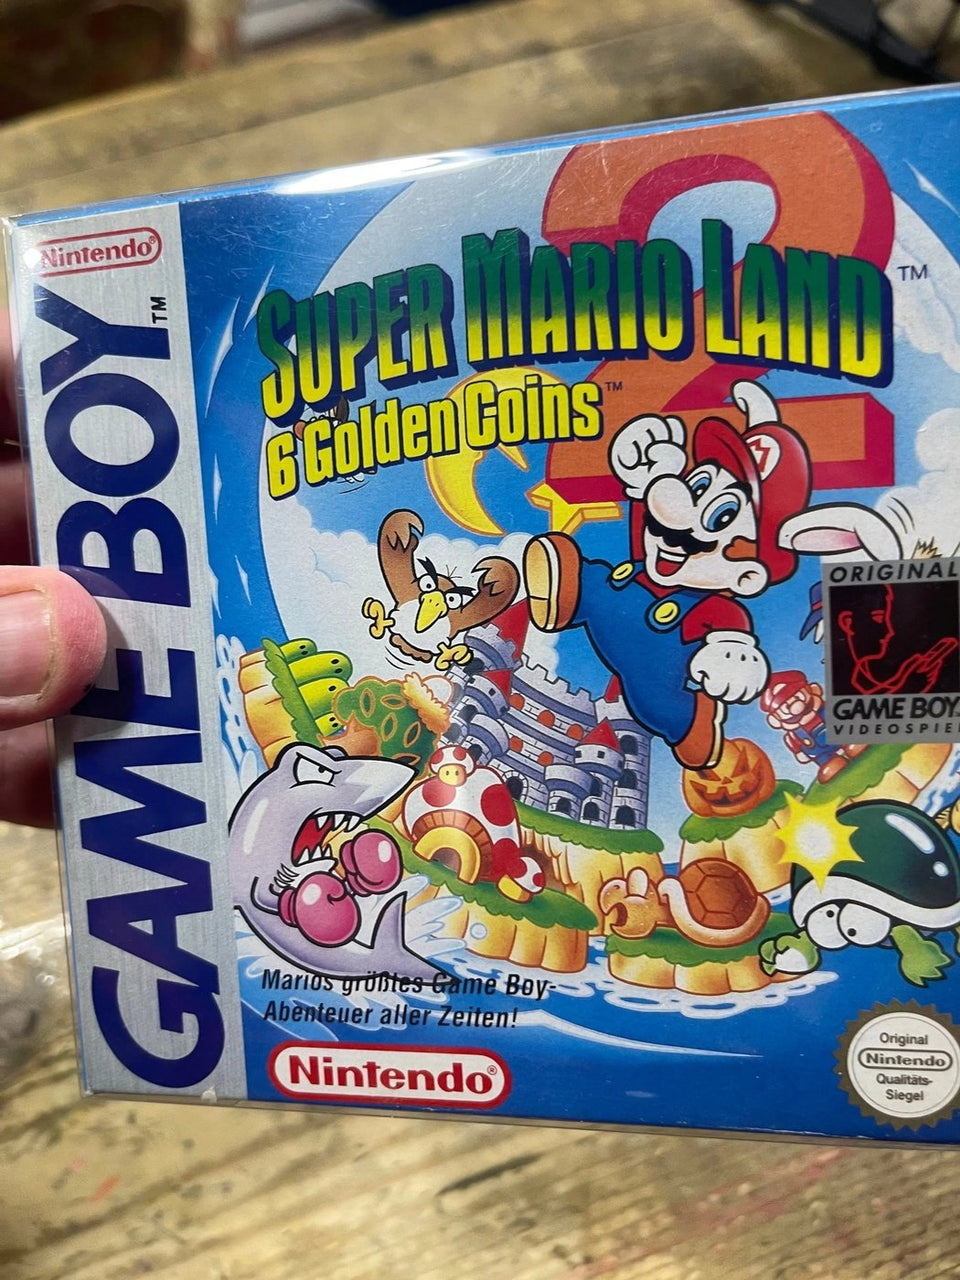 Nintendo®
GAME BOY™
2
SUPER MARIO LAND™
6 Golden Coins™
M
ORIGINAL
GAME BOY
VIDEOSPIEL
Marios größtes Game Boy-
Abenteuer aller Zeiten!
Nintendo®
Original
Nintendo
Qualitäts-
Siegel